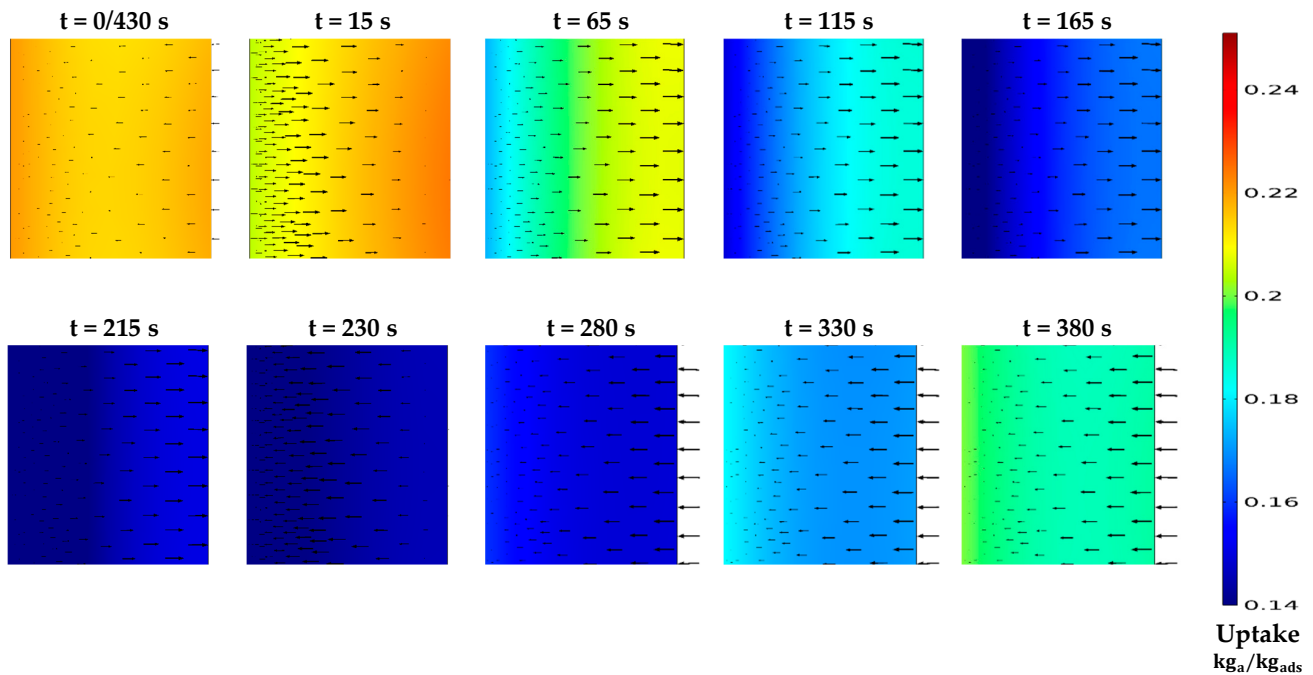 t = 0/430 s
t = 15 s
t = 65 s
t = 115 s
t = 165 s
t = 215 s
t = 230 s
t = 280 s
t = 330 s
t = 380 s
0.24
0.22
0.2
0.18
0.16
0.14
Uptake
kgₐ/kgₐds